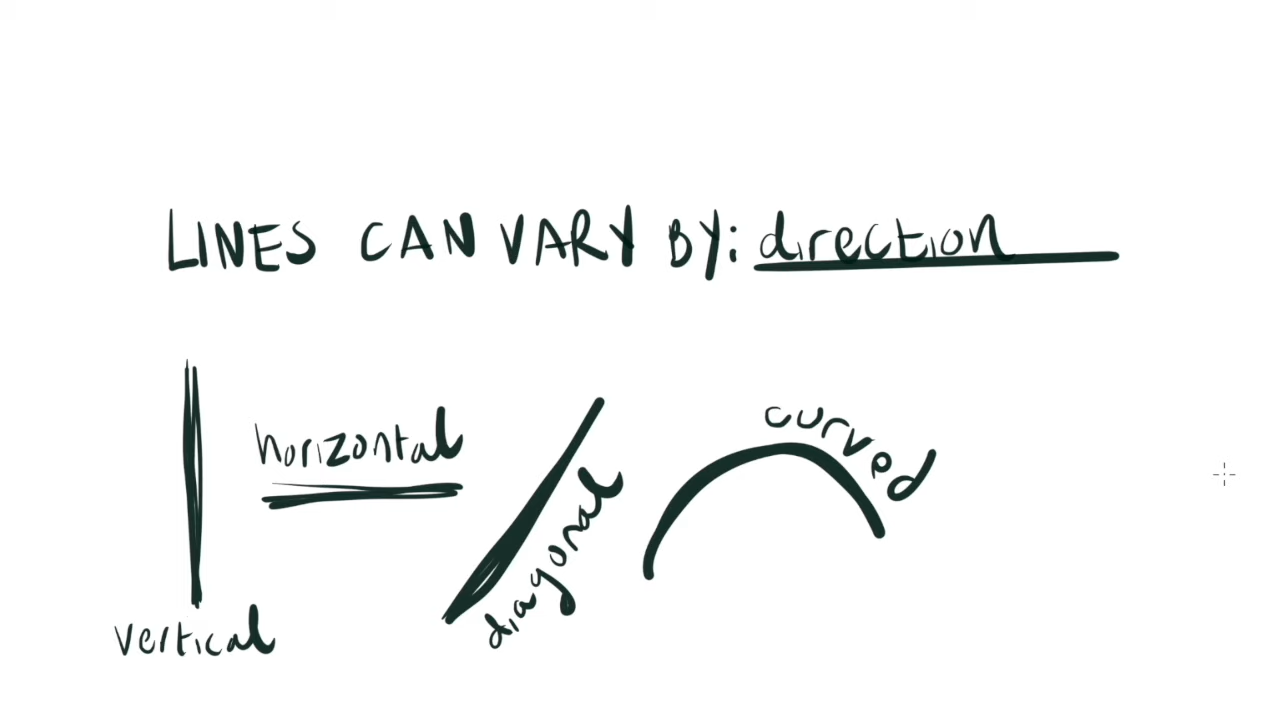 LINES CAN VARY BY: direction
horizontal
curved
diagonal
vertical